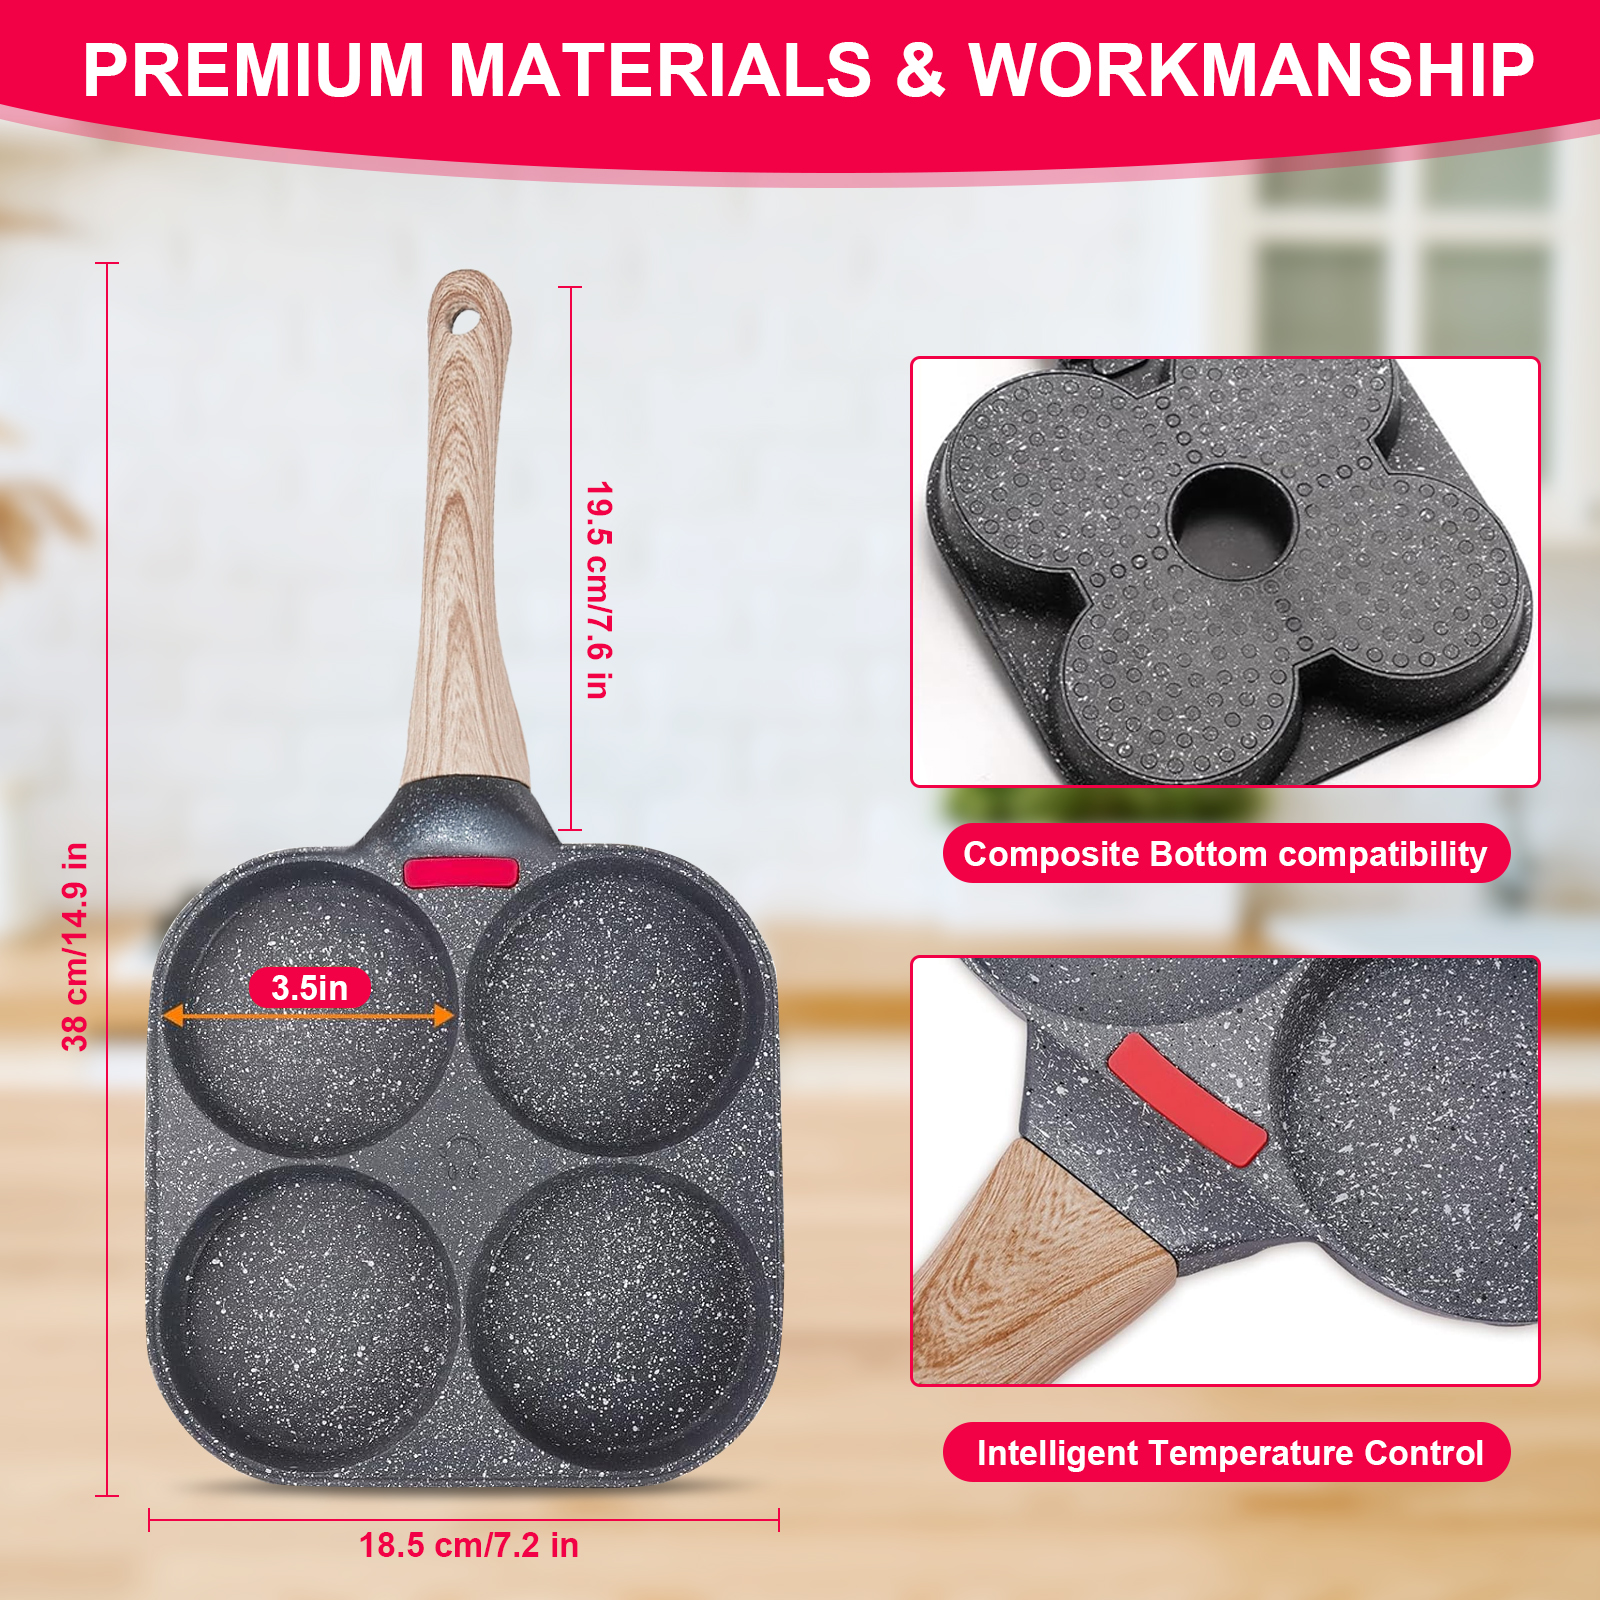 PREMIUM MATERIALS & WORKMANSHIP
19.5 cm/7.6 in
38 cm/14.9 in
3.5in
18.5 cm/7.2 in
Composite Bottom compatibility
Intelligent Temperature Control